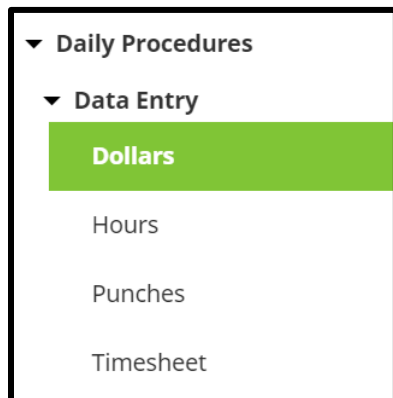 Daily Procedures
Data Entry
Dollars
Hours
Punches
Timesheet